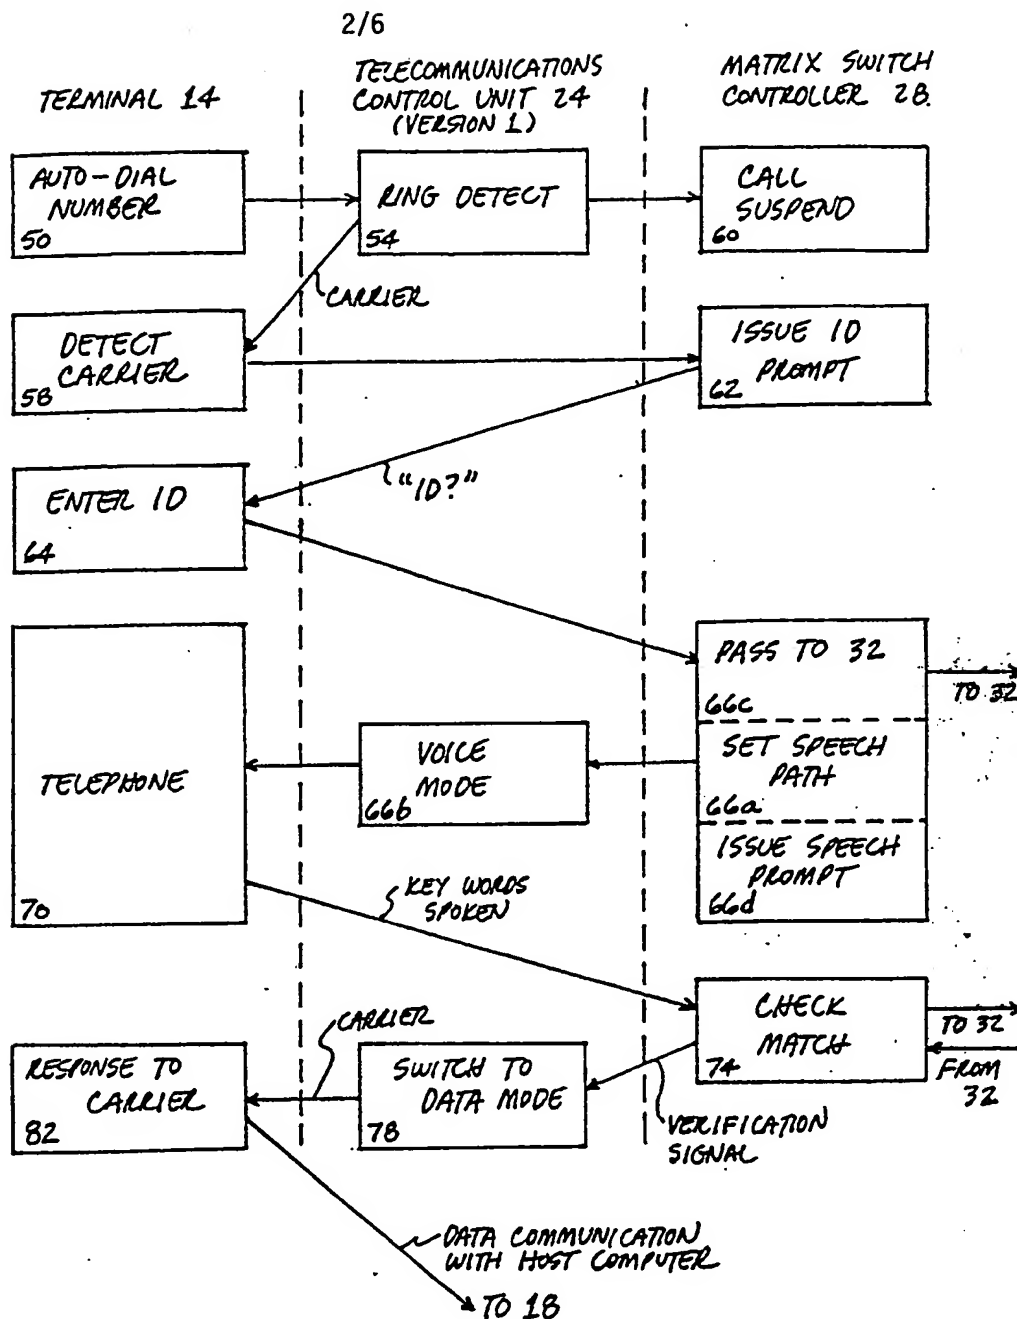 2/6
TERMINAL 14
TELECOMMUNICATIONS
CONTROL UNIT 24
(VERSION 1)
MATRIX SWITCH
CONTROLLER 28.
AUTO-DIAL
NUMBER
50
RING DETECT
54
CALL
SUSPEND
60
CARRIER
DETECT
CARRIER
58
ISSUE ID
PROMPT
62
"ID?"
ENTER ID
64
PASS TO 32
66c
TO 32
TELEPHONE
70
VOICE
MODE
66b
SET SPEECH
PATH
66a
ISSUE SPEECH
PROMPT
66d
KEY WORDS
SPOKEN
CHECK
MATCH
74
TO 32
FROM
32
CARRIER
RESPONSE TO
CARRIER
82
SWITCH TO
DATA MODE
78
VERIFICATION
SIGNAL
DATA COMMUNICATION
WITH HOST COMPUTER
TO 18